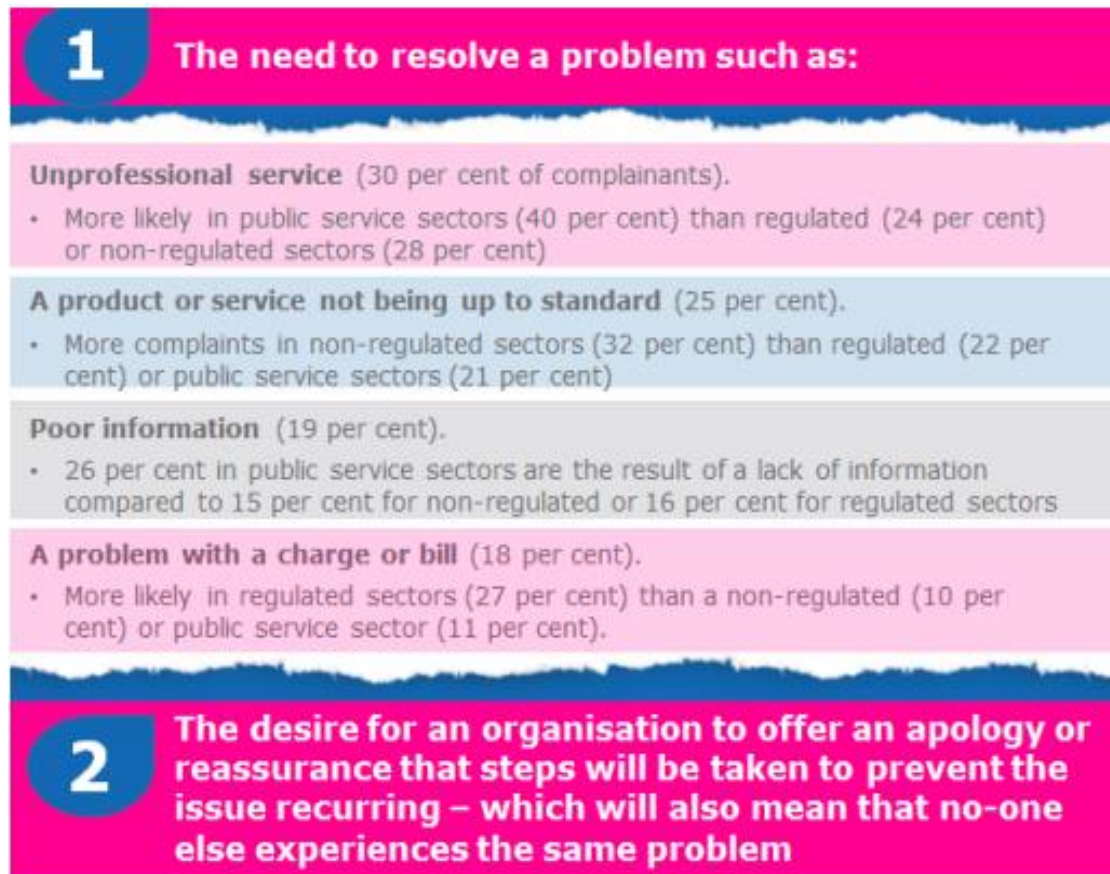 1
The need to resolve a problem such as:
Unprofessional service (30 per cent of complainants).
• More likely in public service sectors (40 per cent) than regulated (24 per cent)
or non-regulated sectors (28 per cent)
A product or service not being up to standard (25 per cent).
• More complaints in non-regulated sectors (32 per cent) than regulated (22 per
cent) or public service sectors (21 per cent)
Poor information (19 per cent).
• 26 per cent in public service sectors are the result of a lack of information
compared to 15 per cent for non-regulated or 16 per cent for regulated sectors
A problem with a charge or bill (18 per cent).
• More likely in regulated sectors (27 per cent) than a non-regulated (10 per
cent) or public service sector (11 per cent).
2
The desire for an organisation to offer an apology or
reassurance that steps will be taken to prevent the
issue recurring – which will also mean that no-one
else experiences the same problem